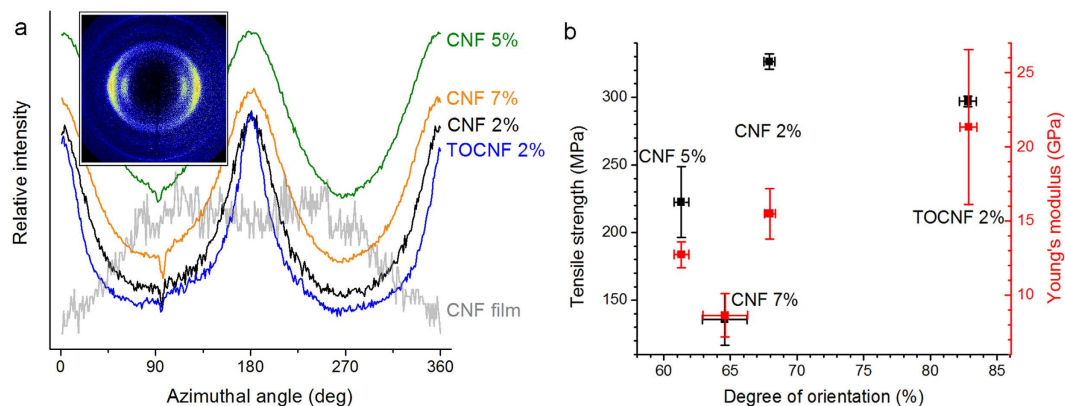 a
CNF 5%
CNF 7%
CNF 2%
TOCNF 2%
CNF film
Relative intensity
0 90 180 270 360
Azimuthal angle (deg)
b
CNF 2%
CNF 5%
TOCNF 2%
CNF 7%
Tensile strength (MPa)
300
250
200
150
Young's modulus (GPa)
25
20
15
10
60 65 70 75 80 85
Degree of orientation (%)